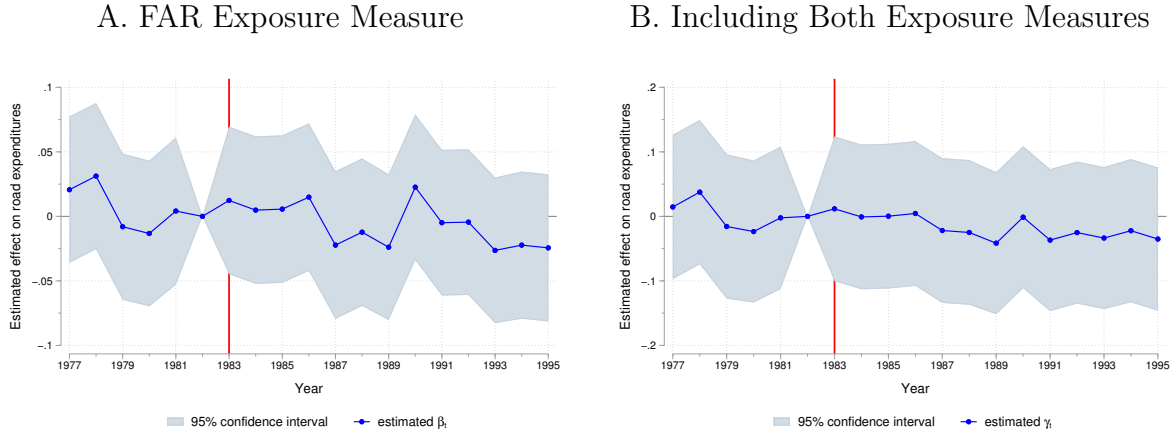 A. FAR Exposure Measure
Estimated effect on road expenditures
.1
.05
0
-.05
-.1
1977 1979 1981 1983 1985 1987 1989 1991 1993 1995
Year
95% confidence interval estimated βt
B. Including Both Exposure Measures
Estimated effect on road expenditures
.2
.1
0
-.1
-.2
1977 1979 1981 1983 1985 1987 1989 1991 1993 1995
Year
95% confidence interval estimated γt